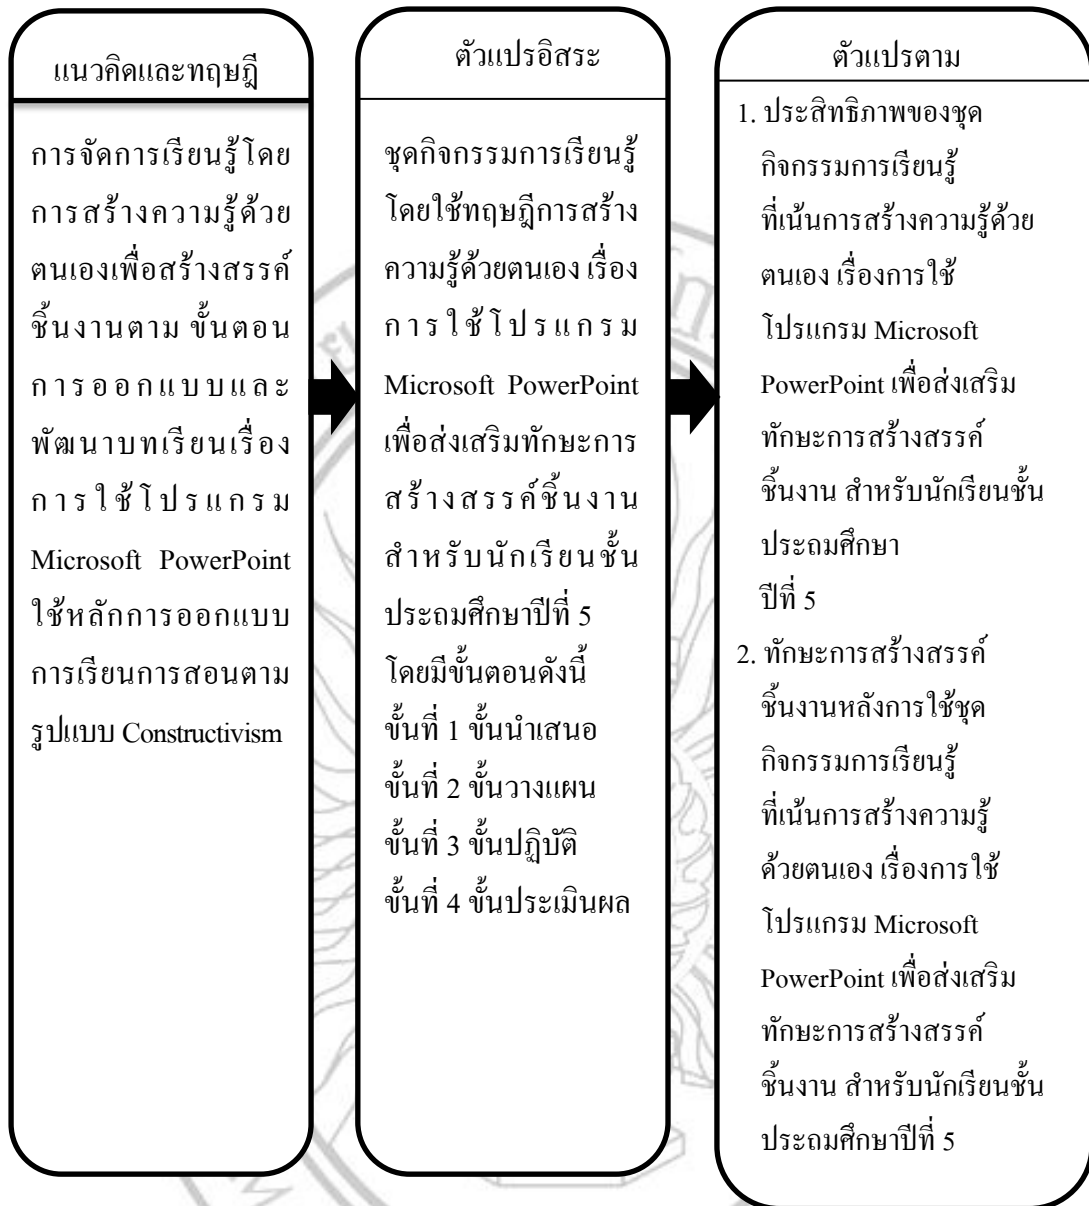 แนวคิดและทฤษฎี
การจัดการเรียนรู้โดย
การสร้างความรู้ด้วย
ตนเองเพื่อสร้างสรรค์
ชิ้นงานตาม ขั้นตอน
การออกแบบและ
พัฒนาบทเรียนเรื่อง
การใช้โปรแกรม
Microsoft PowerPoint
ใช้หลักการออกแบบ
การเรียนการสอนตาม
รูปแบบ Constructivism
ตัวแปรอิสระ
ชุดกิจกรรมการเรียนรู้
โดยใช้ทฤษฎีการสร้าง
ความรู้ด้วยตนเอง เรื่อง
การใช้โปรแกรม
Microsoft PowerPoint
เพื่อส่งเสริมทักษะการ
สร้างสรรค์ชิ้นงาน
สำหรับนักเรียนชั้น
ประถมศึกษาปีที่ 5
โดยมีขั้นตอนดังนี้
ขั้นที่ 1 ขั้นนำเสนอ
ขั้นที่ 2 ขั้นวางแผน
ขั้นที่ 3 ขั้นปฏิบัติ
ขั้นที่ 4 ขั้นประเมินผล
ตัวแปรตาม
1. ประสิทธิภาพของชุด
กิจกรรมการเรียนรู้
ที่เน้นการสร้างความรู้ด้วย
ตนเอง เรื่องการใช้
โปรแกรม Microsoft
PowerPoint เพื่อส่งเสริม
ทักษะการสร้างสรรค์
ชิ้นงาน สำหรับนักเรียนชั้น
ประถมศึกษา
ปีที่ 5
2. ทักษะการสร้างสรรค์
ชิ้นงานหลังการใช้ชุด
กิจกรรมการเรียนรู้
ที่เน้นการสร้างความรู้
ด้วยตนเอง เรื่องการใช้
โปรแกรม Microsoft
PowerPoint เพื่อส่งเสริม
ทักษะการสร้างสรรค์
ชิ้นงาน สำหรับนักเรียนชั้น
ประถมศึกษาปีที่ 5